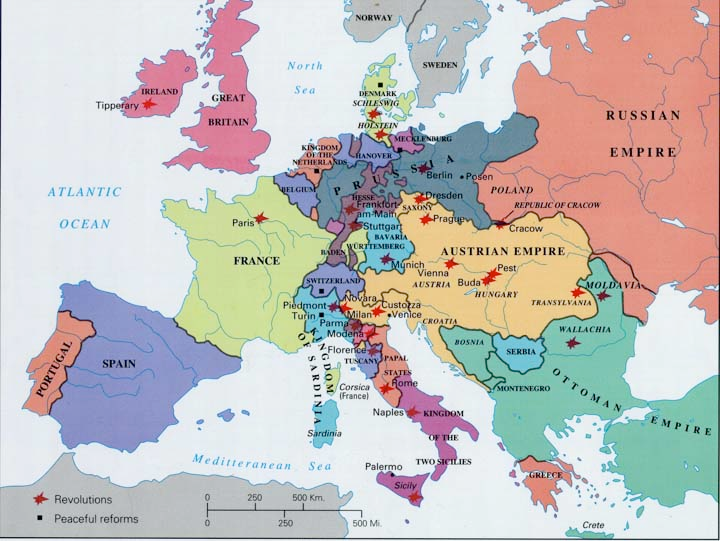 NORWAY
SWEDEN
North
Sea
IRELAND
Tipperary
GREAT
BRITAIN
DENMARK
SCHLESWIG
HOLSTEIN
MECKLENBURG
RUSSIAN
EMPIRE
KINGDOM
OF THE
NETHERLANDS
HANOVER
PRUSSIA
Berlin
Posen
ATLANTIC
OCEAN
BELGIUM
HESSE
Dresden
SAXONY
POLAND
REPUBLIC OF CRACOW
Frankfort-
am-Main
Prague
Cracow
Paris
Stuttgart
BAVARIA
WÜRTTEMBERG
BADEN
FRANCE
AUSTRIAN EMPIRE
Munich
Vienna
AUSTRIA
Pest
Buda
HUNGARY
MOLDAVIA
TRANSYLVANIA
SWITZERLAND
Piedmont
Novara
Custozza
Turin
Milan
Venice
Parma
Modena
CROATIA
WALLACHIA
BOSNIA
SERBIA
Florence
TUSCANY
PAPAL
STATES
KINGDOM
OF SARDINIA
Corsica
(France)
Rome
MONTENEGRO
OTTOMAN EMPIRE
PORTUGAL
SPAIN
Sardinia
Naples
KINGDOM
OF THE
TWO SICILIES
Mediterranean Sea
Palermo
Sicily
GREECE
Crete
Revolutions
Peaceful reforms
0 250 500 Km.
0 250 500 Mi.